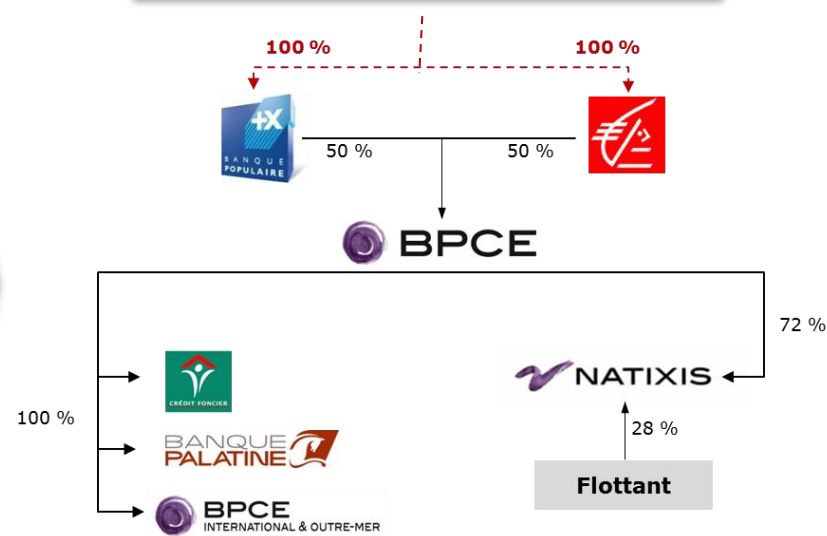 100 % 100 %
+X
BANQUE
POPULAIRE
50 % 50 %
BPCE
72 %
CRÉDIT FONCIER
NATIXIS
100 %
28 %
BANQUE
PALATINE
Flottant
BPCE
INTERNATIONAL & OUTRE-MER